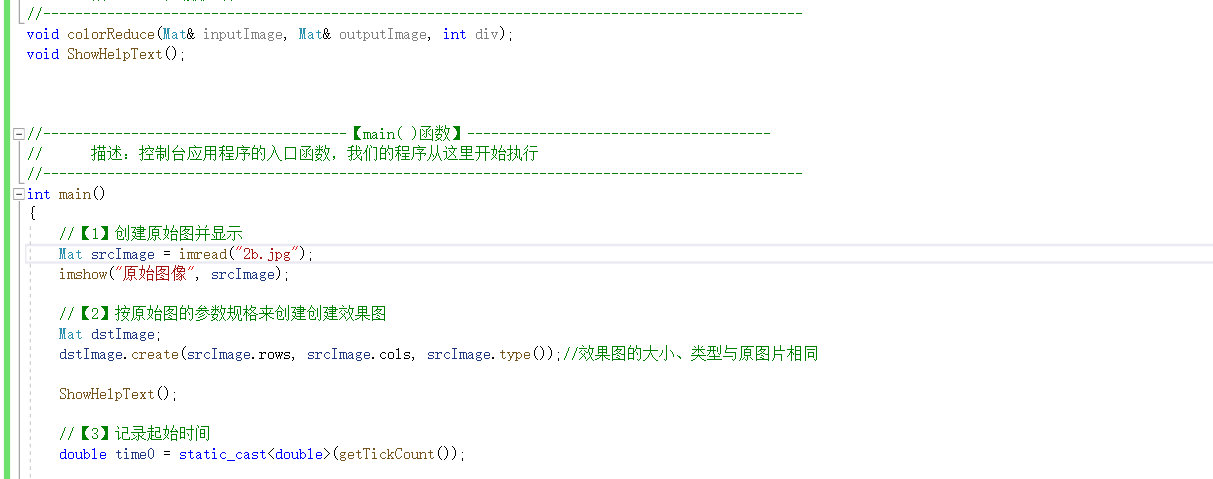 //-----------------------------------------------------------------------------------------------
void colorReduce(Mat& inputImage, Mat& outputImage, int div);
void ShowHelpText();
//--------------------------------------【main( )函数】---------------------------------------
//      描述：控制台应用程序的入口函数，我们的程序从这里开始执行
//-----------------------------------------------------------------------------------------------
int main()
{
//【1】创建原始图并显示
Mat srcImage = imread("2b.jpg");
imshow("原始图像", srcImage);
//【2】按原始图的参数规格来创建创建效果图
Mat dstImage;
dstImage.create(srcImage.rows, srcImage.cols, srcImage.type());//效果图的大小、类型与原图片相同
ShowHelpText();
//【3】记录起始时间
double time0 = static_cast<double>(getTickCount());